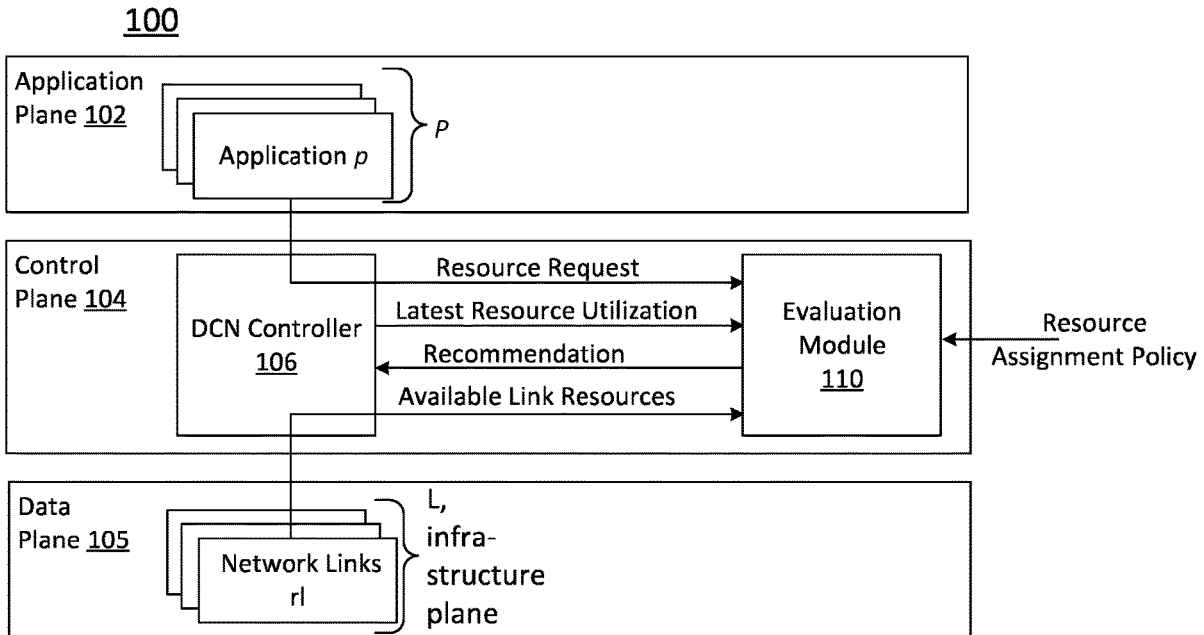 100
Application
Plane 102
Application p
P
Control
Plane 104
DCN Controller
106
Resource Request
Latest Resource Utilization
Recommendation
Available Link Resources
Evaluation
Module
110
Resource
Assignment Policy
Data
Plane 105
Network Links
rl
L,
infra-
structure
plane